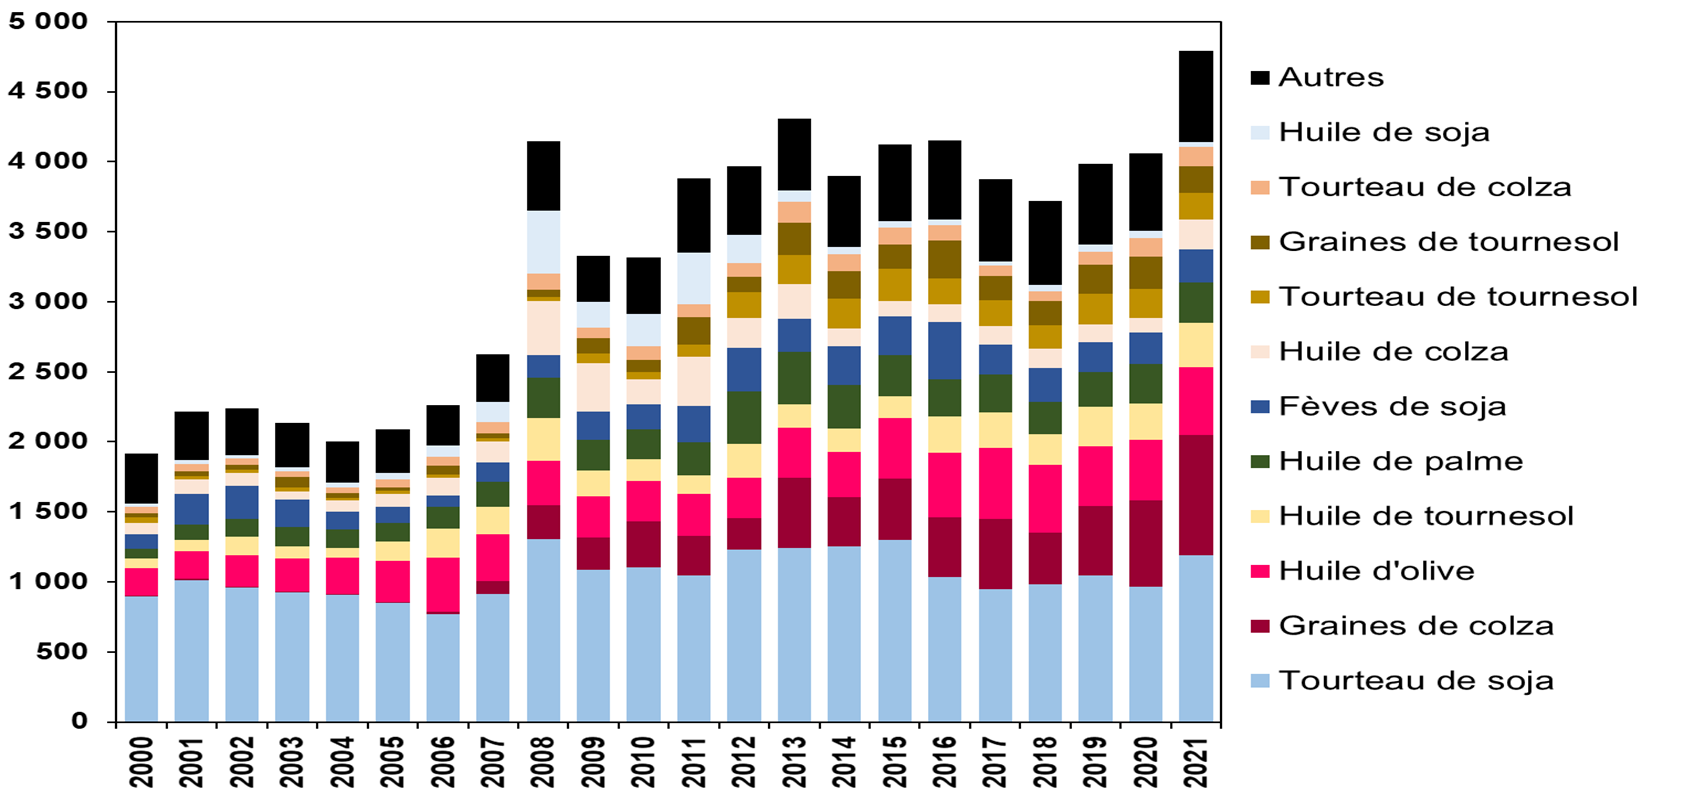 5 000
4 500
4 000
3 500
3 000
2 500
2 000
1 500
1 000
500
0
2000 2001 2002 2003 2004 2005 2006 2007 2008 2009 2010 2011 2012 2013 2014 2015 2016 2017 2018 2019 2020 2021
Autres
Huile de soja
Tourteau de colza
Graines de tournesol
Tourteau de tournesol
Huile de colza
Fèves de soja
Huile de palme
Huile de tournesol
Huile d'olive
Graines de colza
Tourteau de soja